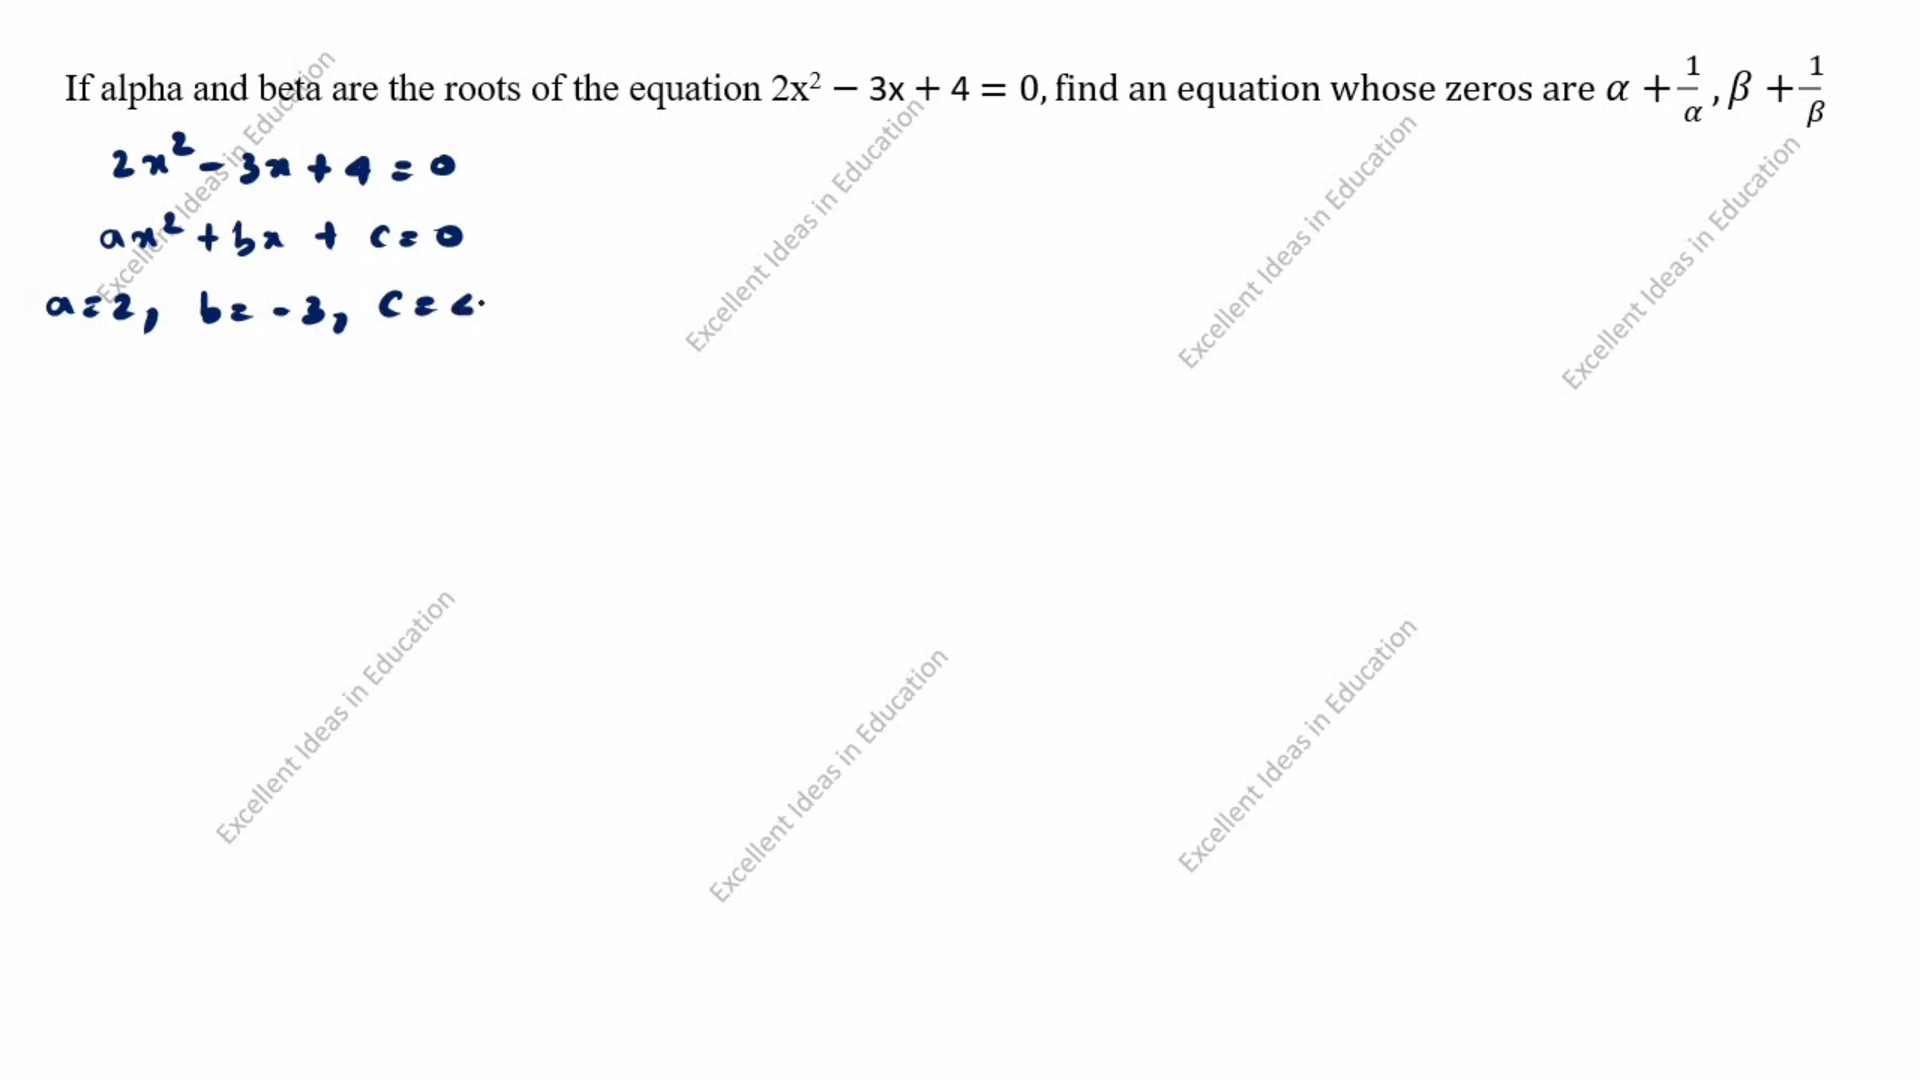 If alpha and beta are the roots of the equation 2x² − 3x + 4 = 0, find an equation whose zeros are α + 1/α , β + 1/β
2x² - 3x + 4 = 0
ax² + bx + c = 0
a = 2, b = -3, c =
Excellent Ideas in Education
Excellent Ideas in Education
Excellent Ideas in Education
Excellent Ideas in Education
Excellent Ideas in Education
Excellent Ideas in Education
Excellent Ideas in Education